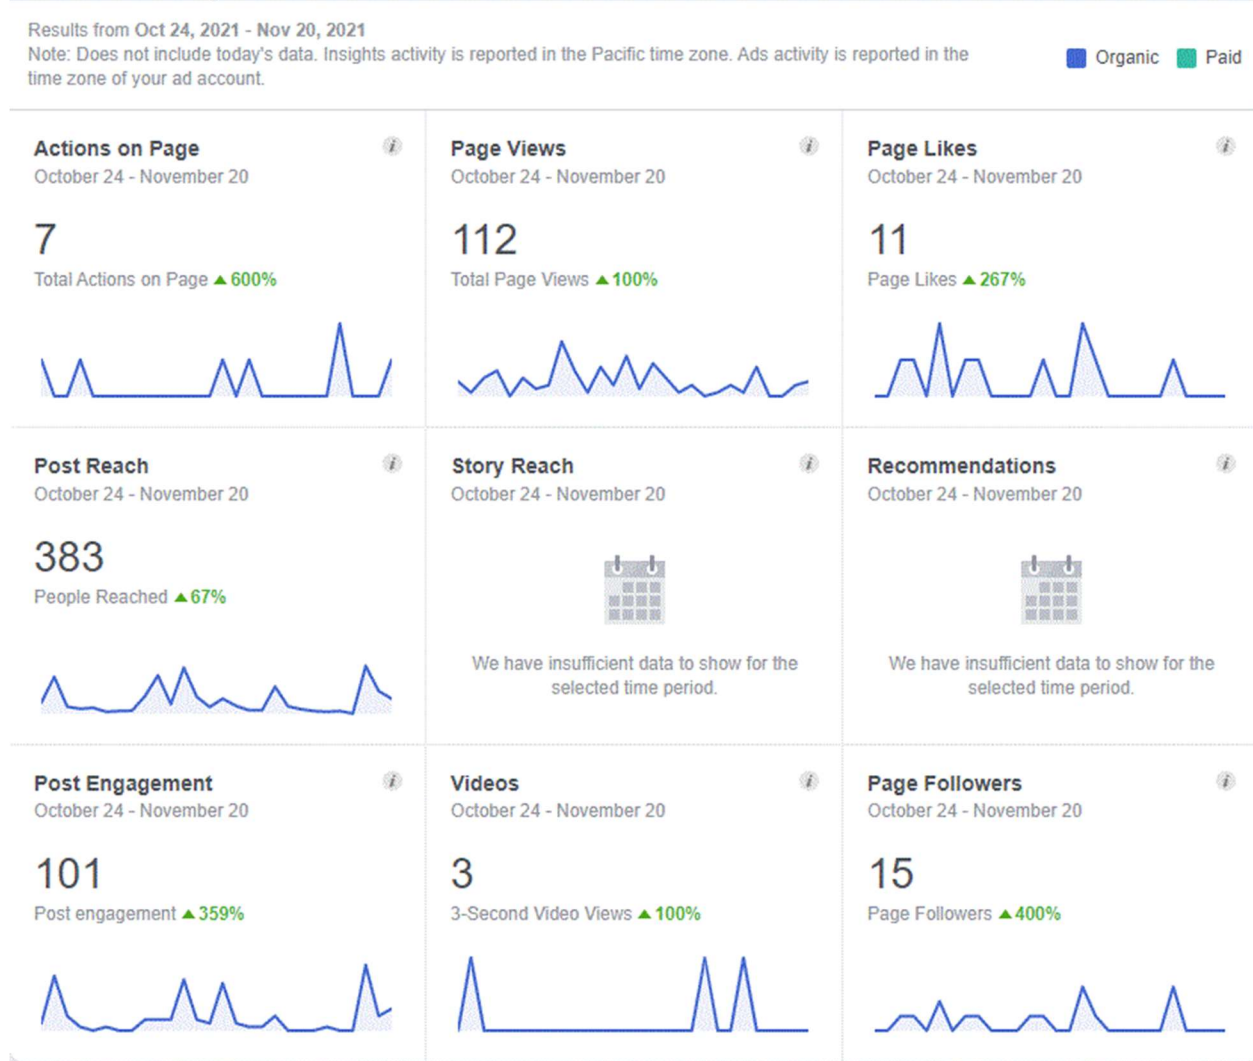 Results from Oct 24, 2021 - Nov 20, 2021
Note: Does not include today's data. Insights activity is reported in the Pacific time zone. Ads activity is reported in the
time zone of your ad account.
Organic Paid
Actions on Page
October 24 - November 20
7
Total Actions on Page 600%
Page Views
October 24 - November 20
112
Total Page Views 100%
Page Likes
October 24 - November 20
11
Page Likes 267%
Post Reach
October 24 - November 20
383
People Reached 67%
Story Reach
October 24 - November 20
We have insufficient data to show for the
selected time period.
Recommendations
October 24 - November 20
We have insufficient data to show for the
selected time period.
Post Engagement
October 24 - November 20
101
Post engagement 359%
Videos
October 24 - November 20
3
3-Second Video Views 100%
Page Followers
October 24 - November 20
15
Page Followers 400%